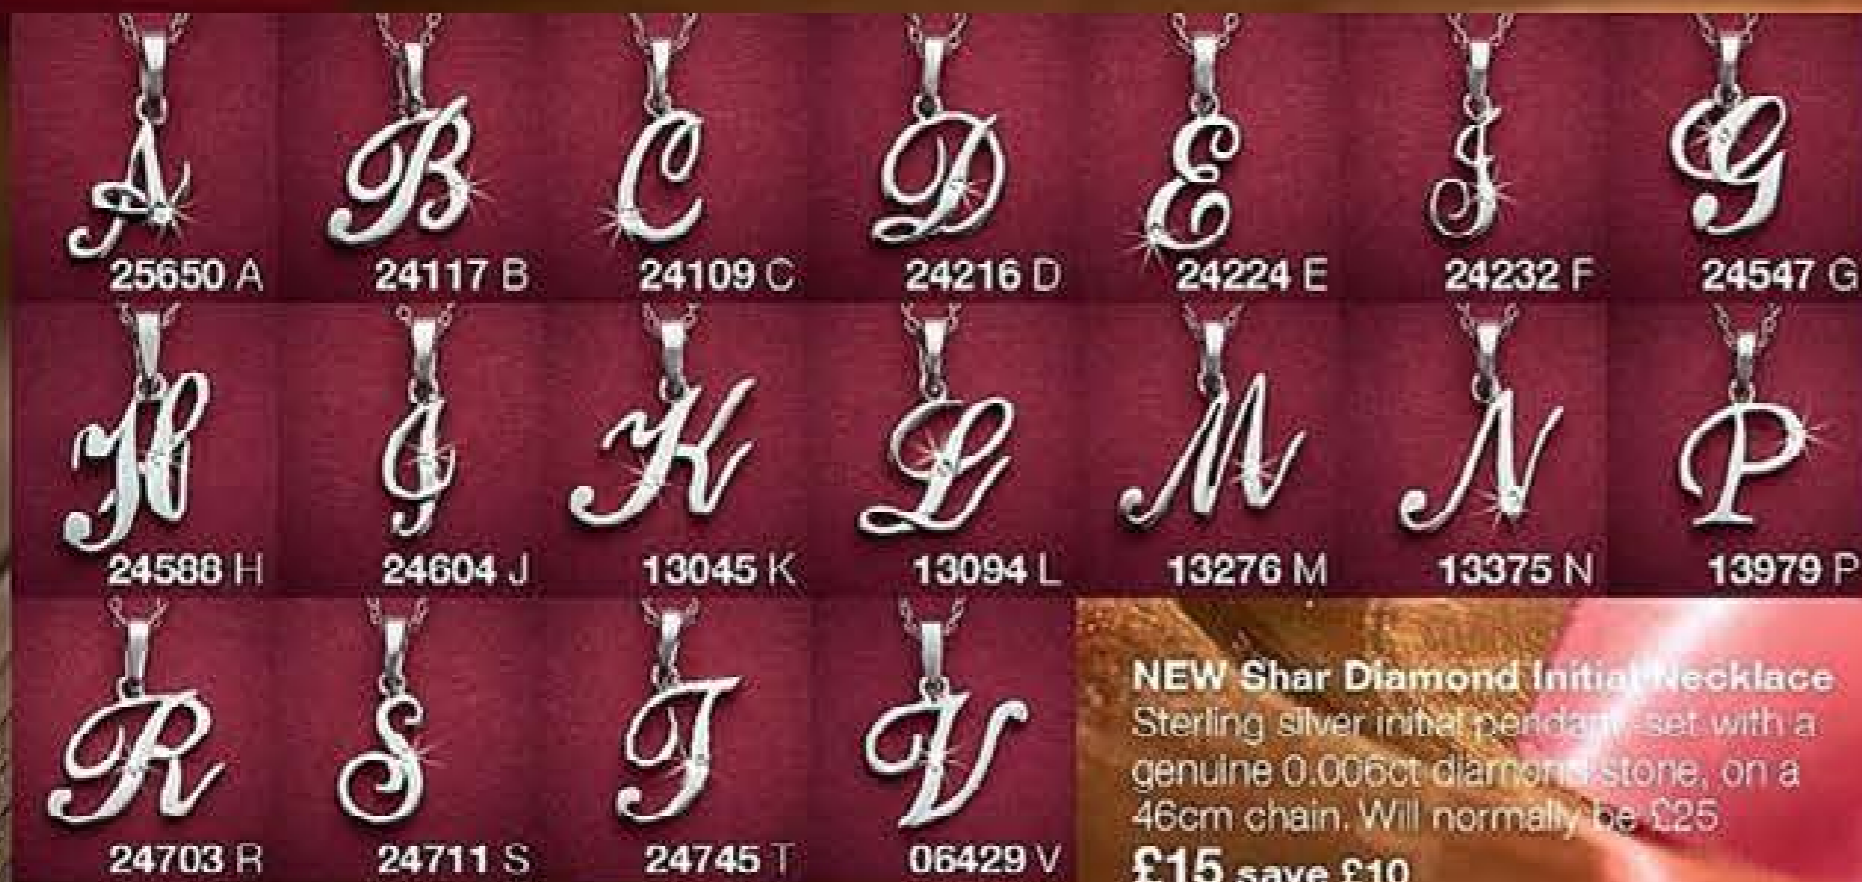 25650 A
24117 B
24109 C
24216 D
24224 E
24232 F
24547 G
24588 H
24604 J
13045 K
13094 L
13276 M
13375 N
13979 P
24703 R
24711 S
24745 T
06429 V
NEW Shar Diamond Initial Necklace
Sterling silver initial pendant set with a
genuine 0.006ct diamond stone, on a
46cm chain. Will normally be £25
£15 save £10